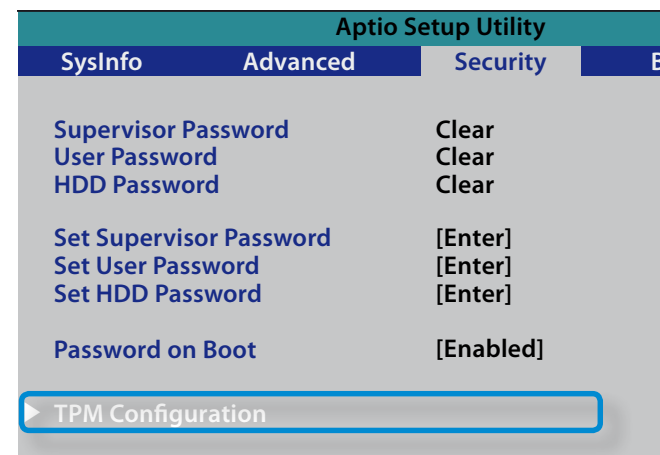 Aptio Setup Utility
SysInfo Advanced Security B
Supervisor Password Clear
User Password Clear
HDD Password Clear
Set Supervisor Password [Enter]
Set User Password [Enter]
Set HDD Password [Enter]
Password on Boot [Enabled]
TPM Configuration